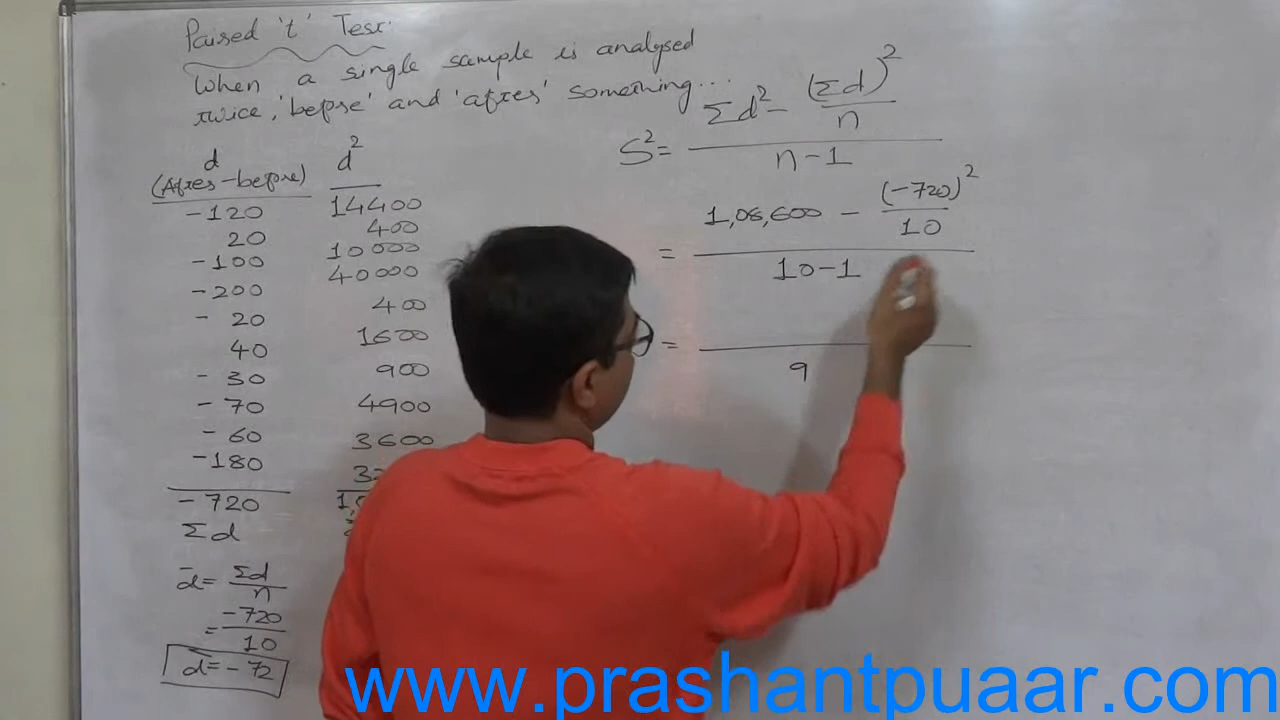 Paired 't' Test
When a single sample is analysed
twice, 'before' and 'after' something...
d d²
(After-before)
-120 14400
20 400
-100 10000
-200 40000
- 20 400
40 1600
- 30 900
- 70 4900
- 60 3600
-180
- 720
Σd
d̄ = Σd/n
= -720/10
d̄ = - 72
S² = Σd² - (Σd)²/n
n-1
= 1,08,600 - (-720)²/10
10-1
=
9
www.prashantpuaar.com